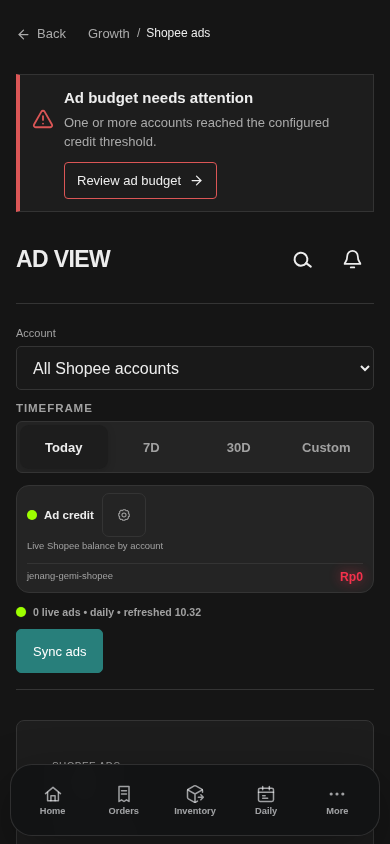 Back Growth / Shopee ads
Ad budget needs attention
One or more accounts reached the configured
credit threshold.
Review ad budget
AD VIEW
Account
All Shopee accounts
TIMEFRAME
Today 7D 30D Custom
Ad credit
Live Shopee balance by account
jenang-gemi-shopee Rp0
0 live ads • daily • refreshed 10.32
Sync ads
SHOPEE ADS
Home Orders Inventory Daily More